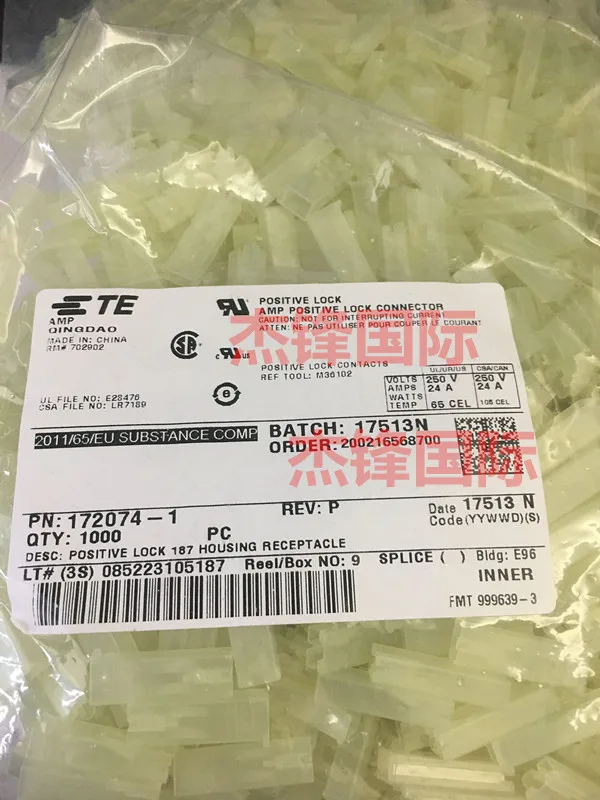 TE
AMP
QINGDAO
MADE IN: CHINA
RM# 702902
POSITIVE LOCK
AMP POSITIVE LOCK CONNECTOR
CAUTION: NOT FOR INTERRUPTING CURRENT
ATTEN: NE PAS UTILISER POUR COUPER LE COURANT
杰锋国际
POSITIVE LOCK CONTACTS
REF TOOL: M36102
UL/UR/US CSA/CAN
VOLTS 250 V 250 V
AMPS 24 A 24 A
WATTS
TEMP 65 CEL 105 CEL
UL FILE NO: E28476
CSA FILE NO: LR7189
2011/65/EU SUBSTANCE COMP
BATCH: 17513N
ORDER: 200216568700
杰锋国际
PN: 172074-1
REV: P
Date 17513 N
Code (YYWWD)(S)
QTY: 1000 PC
DESC: POSITIVE LOCK 187 HOUSING RECEPTACLE
LT# (3S) 085223105187 Reel/Box NO: 9 SPLICE ( ) Bldg: E96
INNER
FMT 999639-3